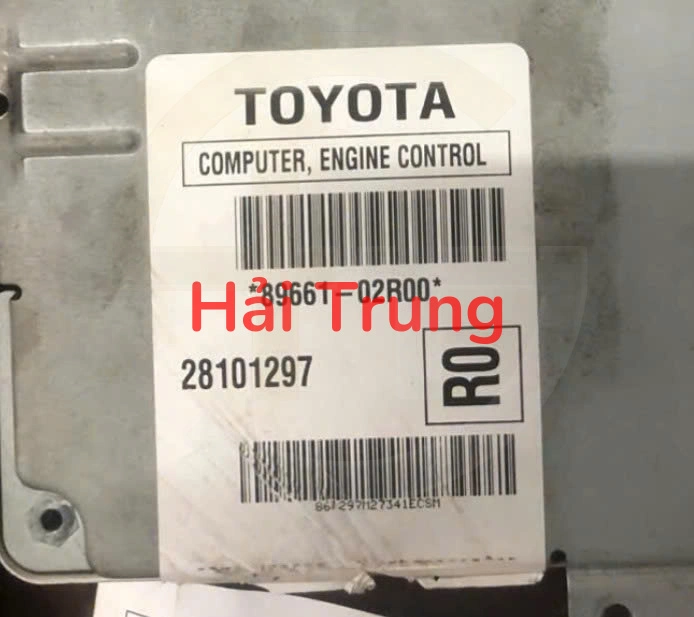 TOYOTA
COMPUTER, ENGINE CONTROL
*89661-02R00*
Hải Trung
28101297
R0